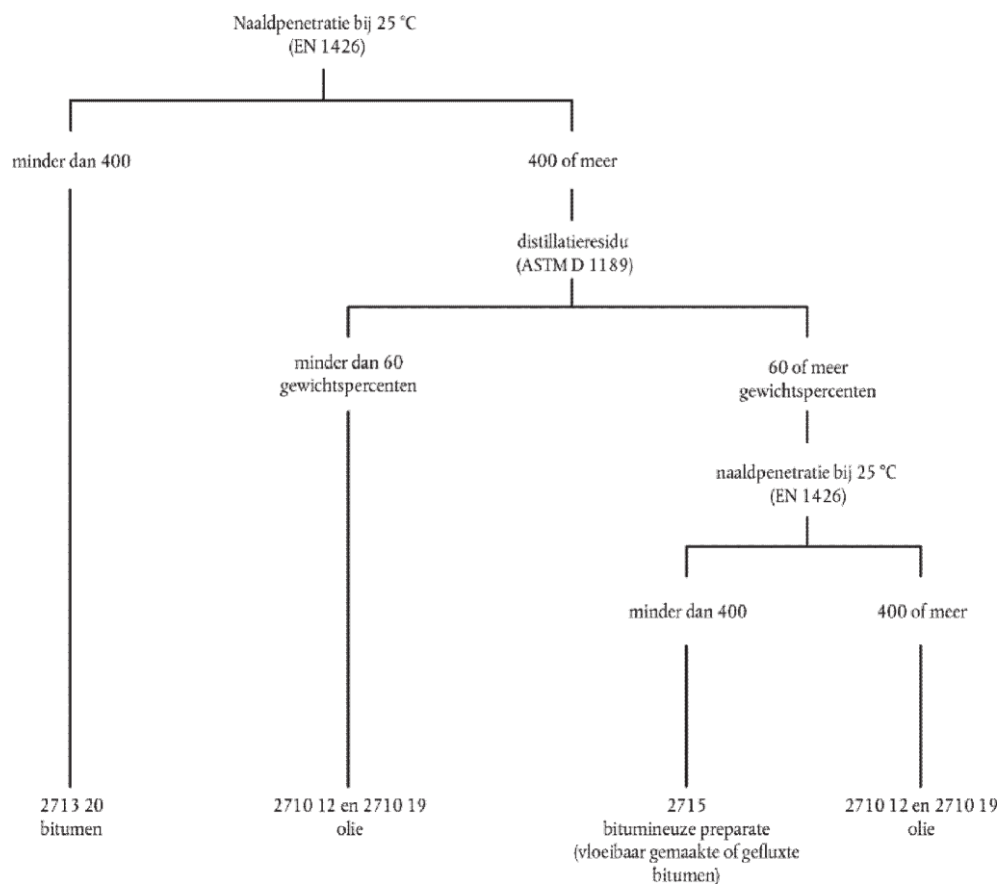 Naaldpenetratie bij 25 °C
(EN 1426)
minder dan 400
400 of meer
distillatieresidu
(ASTM D 1189)
minder dan 60
gewichtspercenten
60 of meer
gewichtspercenten
naaldpenetratie bij 25 °C
(EN 1426)
minder dan 400
400 of meer
2713 20
bitumen
2710 12 en 2710 19
olie
2715
bitumineuze preparate
(vloeibaar gemaakte of gefluxte
bitumen)
2710 12 en 2710 19
olie